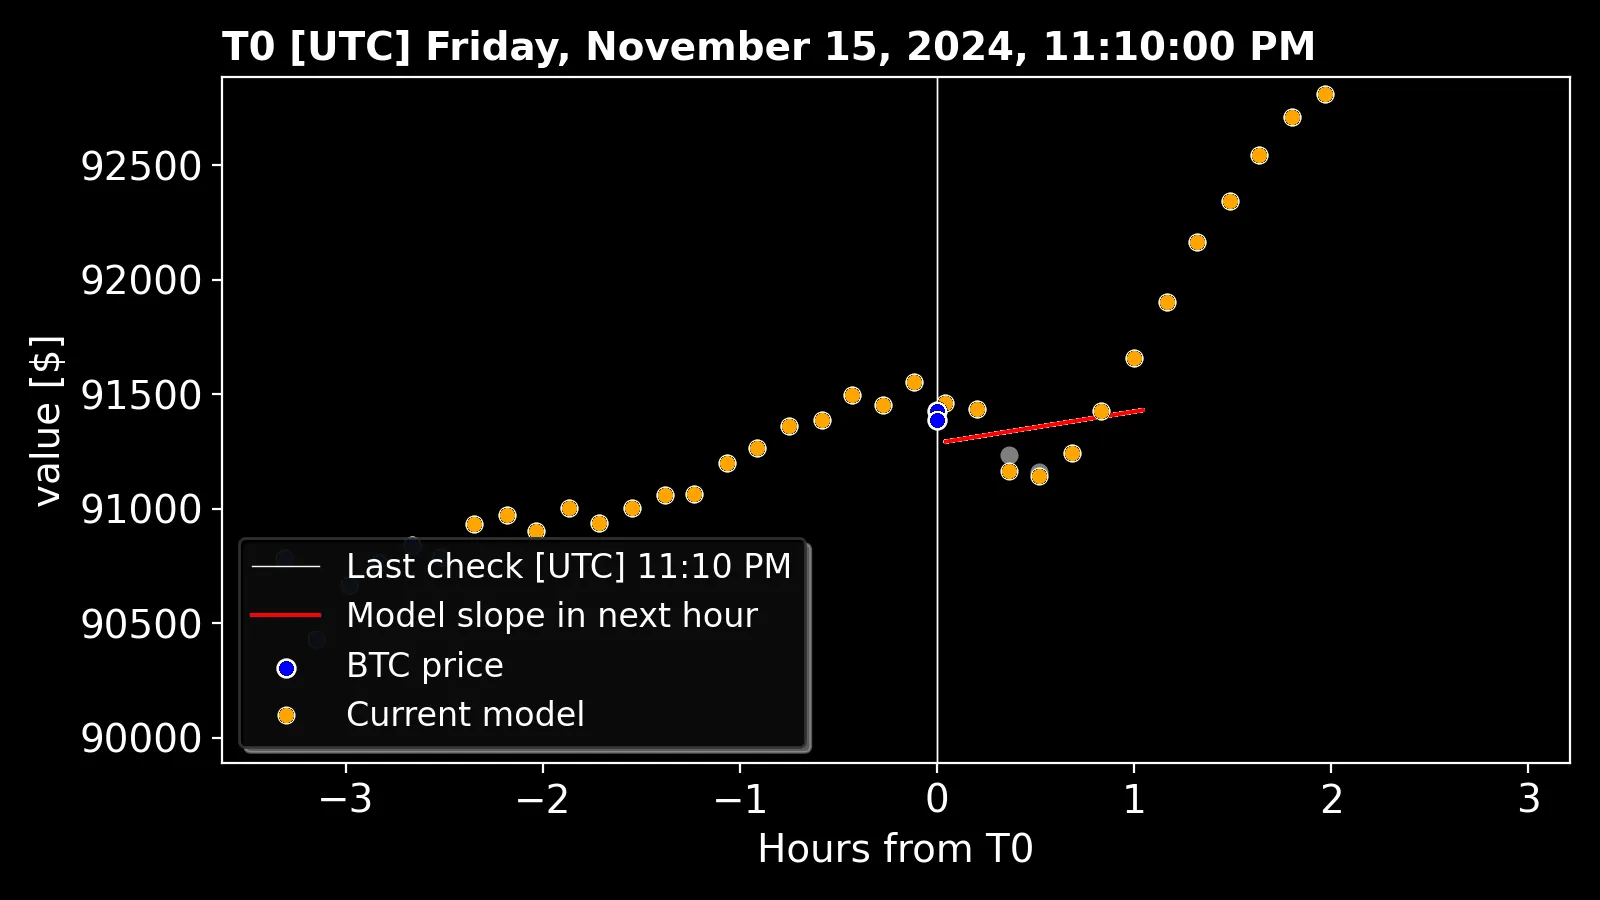 T0 [UTC] Friday, November 15, 2024, 11:10:00 PM
value [$]
92500
92000
91500
91000
90500
90000
Last check [UTC] 11:10 PM
Model slope in next hour
BTC price
Current model
−3 −2 −1 0 1 2 3
Hours from T0